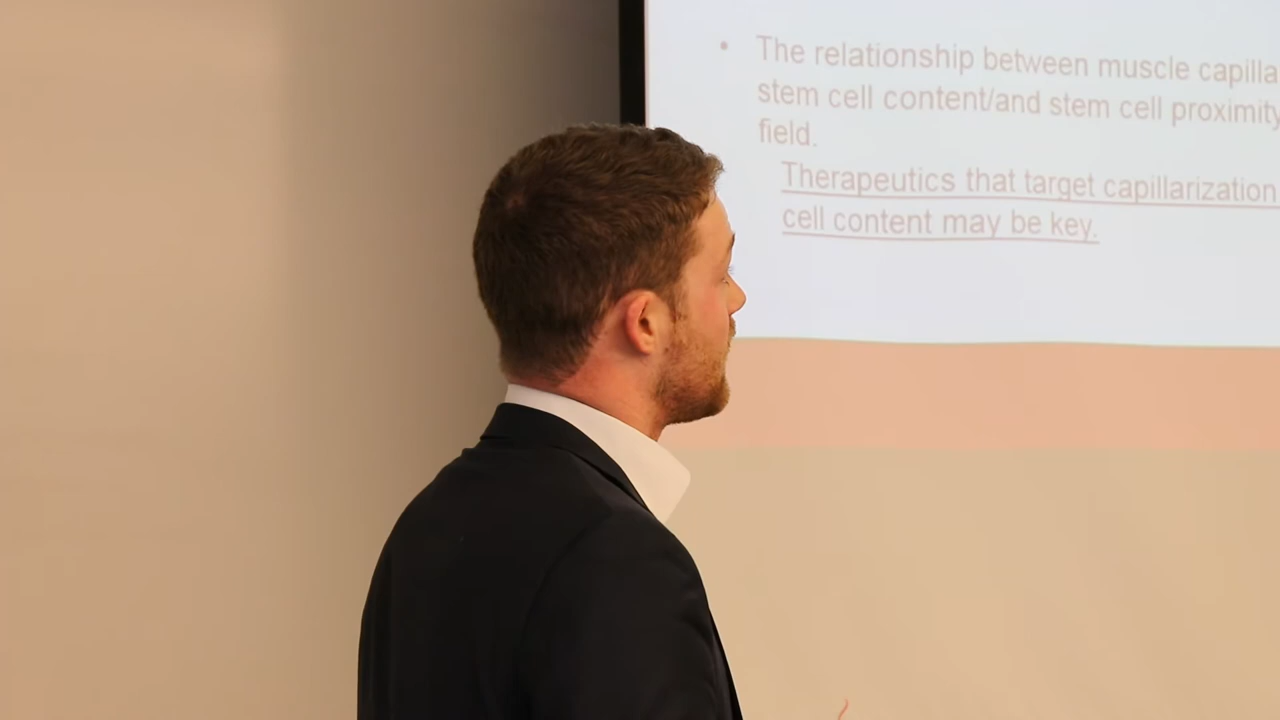 • The relationship between muscle capilla
stem cell content/and stem cell proximity
field.
Therapeutics that target capillarization
cell content may be key.